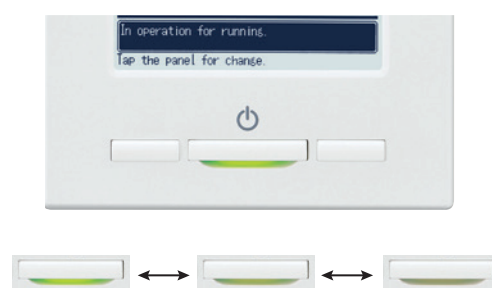 In operation for running.
Tap the panel for change.